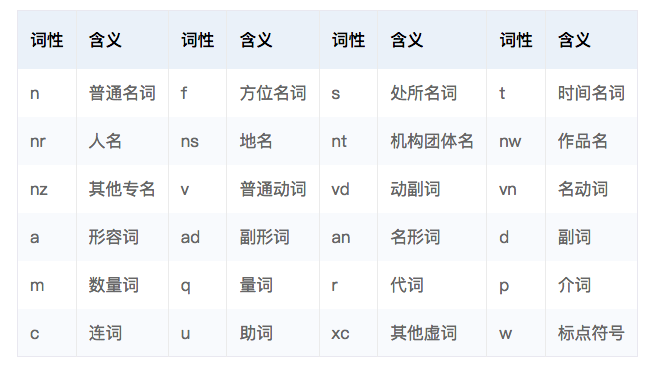 词性 含义 词性 含义 词性 含义 词性 含义
n 普通名词 f 方位名词 s 处所名词 t 时间名词
nr 人名 ns 地名 nt 机构团体名 nw 作品名
nz 其他专名 v 普通动词 vd 动副词 vn 名动词
a 形容词 ad 副形词 an 名形词 d 副词
m 数量词 q 量词 r 代词 p 介词
c 连词 u 助词 xc 其他虚词 w 标点符号